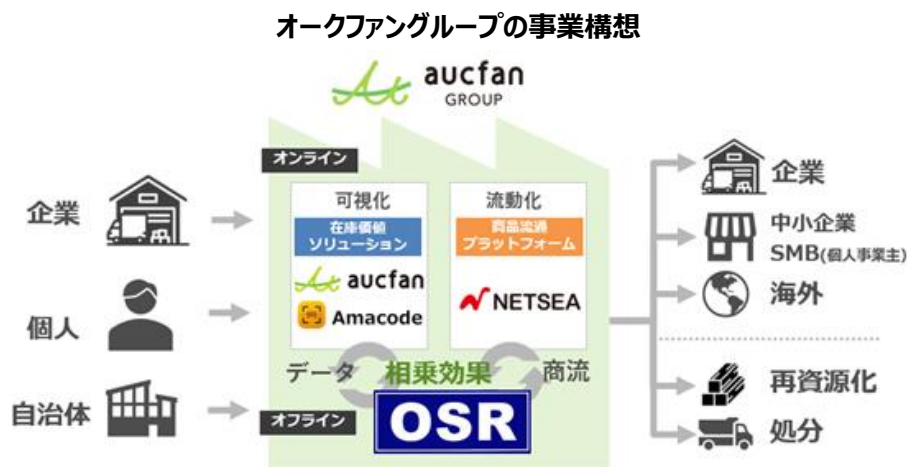 オークファングループの事業構想
aucfan
GROUP
オンライン
企業
個人
自治体
可視化
在庫価値
ソリューション
aucfan
Amacode
流動化
商品流通
プラットフォーム
NETSEA
データ
相乗効果
商流
オフライン
OSR
企業
中小企業
SMB(個人事業主)
海外
再資源化
処分